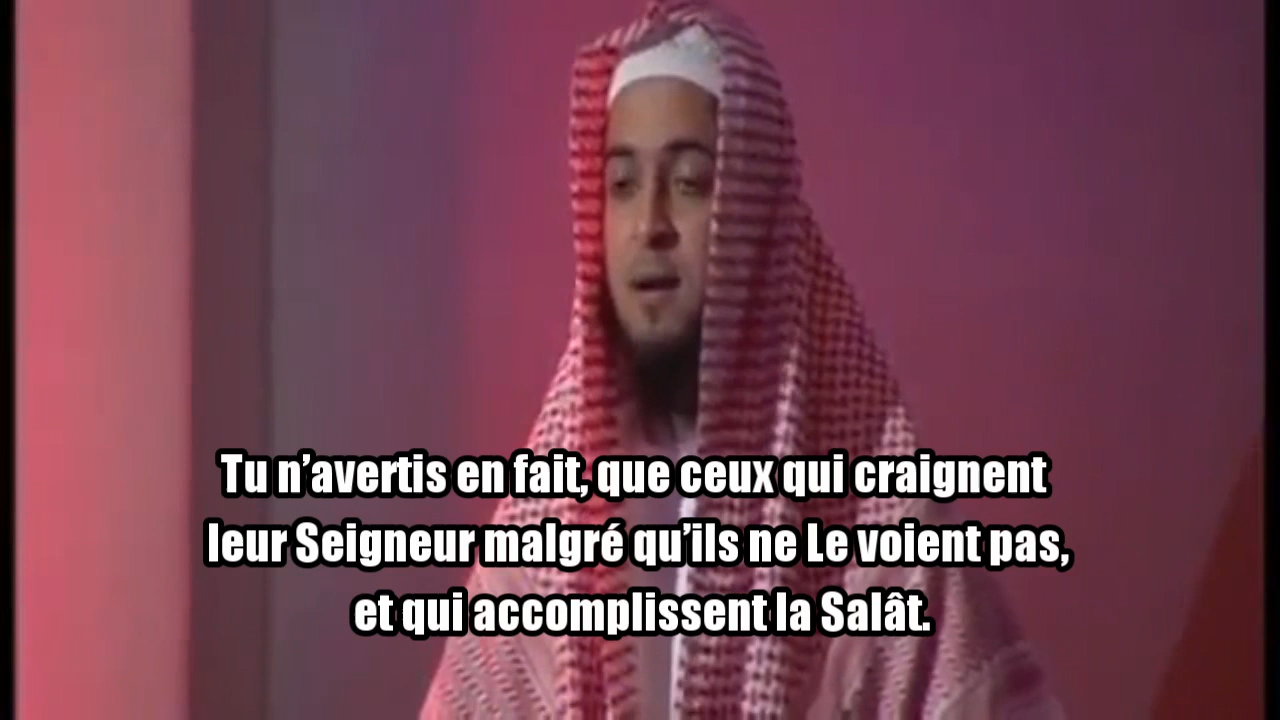 Tu n’avertis en fait, que ceux qui craignent
leur Seigneur malgré qu’ils ne Le voient pas,
et qui accomplissent la Salât.